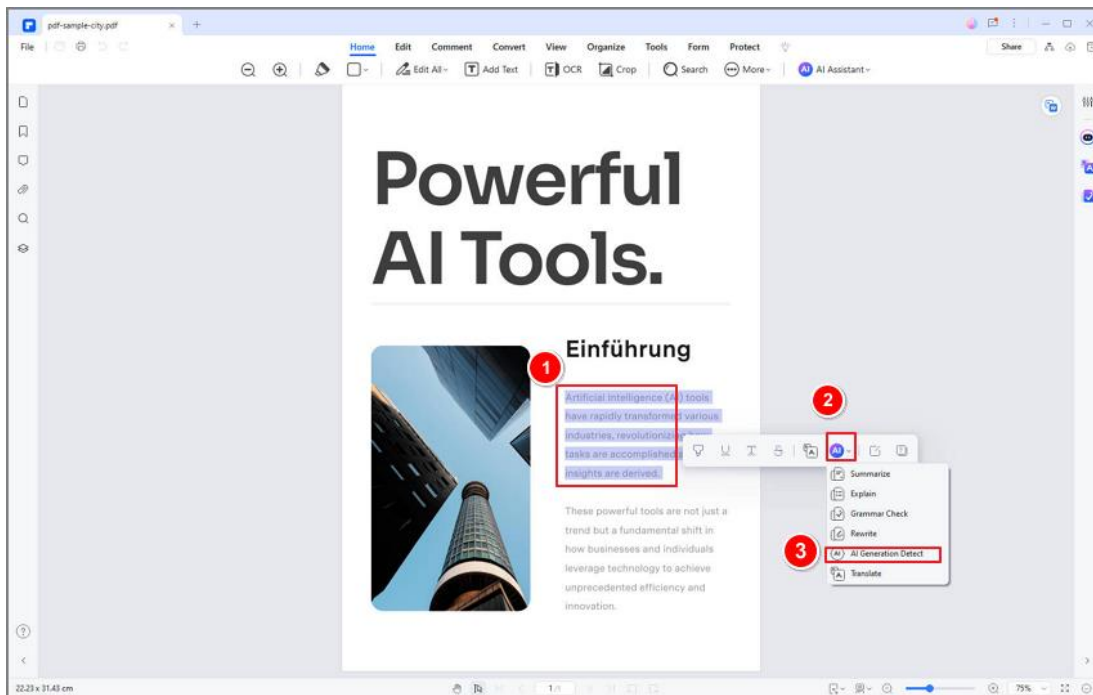 pdf-sample-city.pdf
File
Home Edit Comment Convert View Organize Tools Form Protect
Share
Edit All
Add Text
OCR
Crop
Search
More
AI AI Assistant
Powerful
AI Tools.
Einführung
1
Artificial Intelligence (AI) tools
have rapidly transformed various
industries, revolutionizing
tasks are accomplished
insights are derived.
2
AI
Summarize
Explain
Grammar Check
Rewrite
3
AI AI Generation Detect
Translate
These powerful tools are not just a
trend but a fundamental shift in
how businesses and individuals
leverage technology to achieve
unprecedented efficiency and
innovation.
22.23 x 31.43 cm
75%